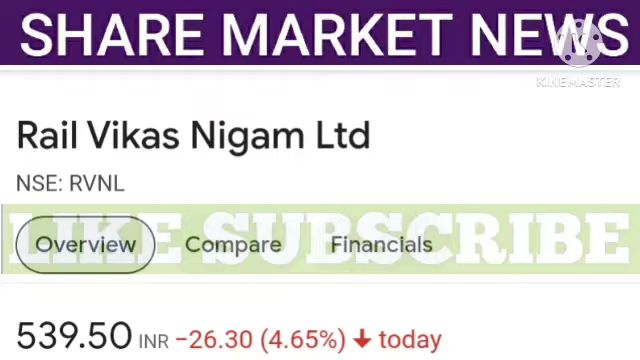 SHARE MARKET NEWS
KINEMASTER
Rail Vikas Nigam Ltd
NSE: RVNL
LIKE SUBSCRIBE
Overview Compare Financials
539.50 INR −26.30 (4.65%) ↓ today